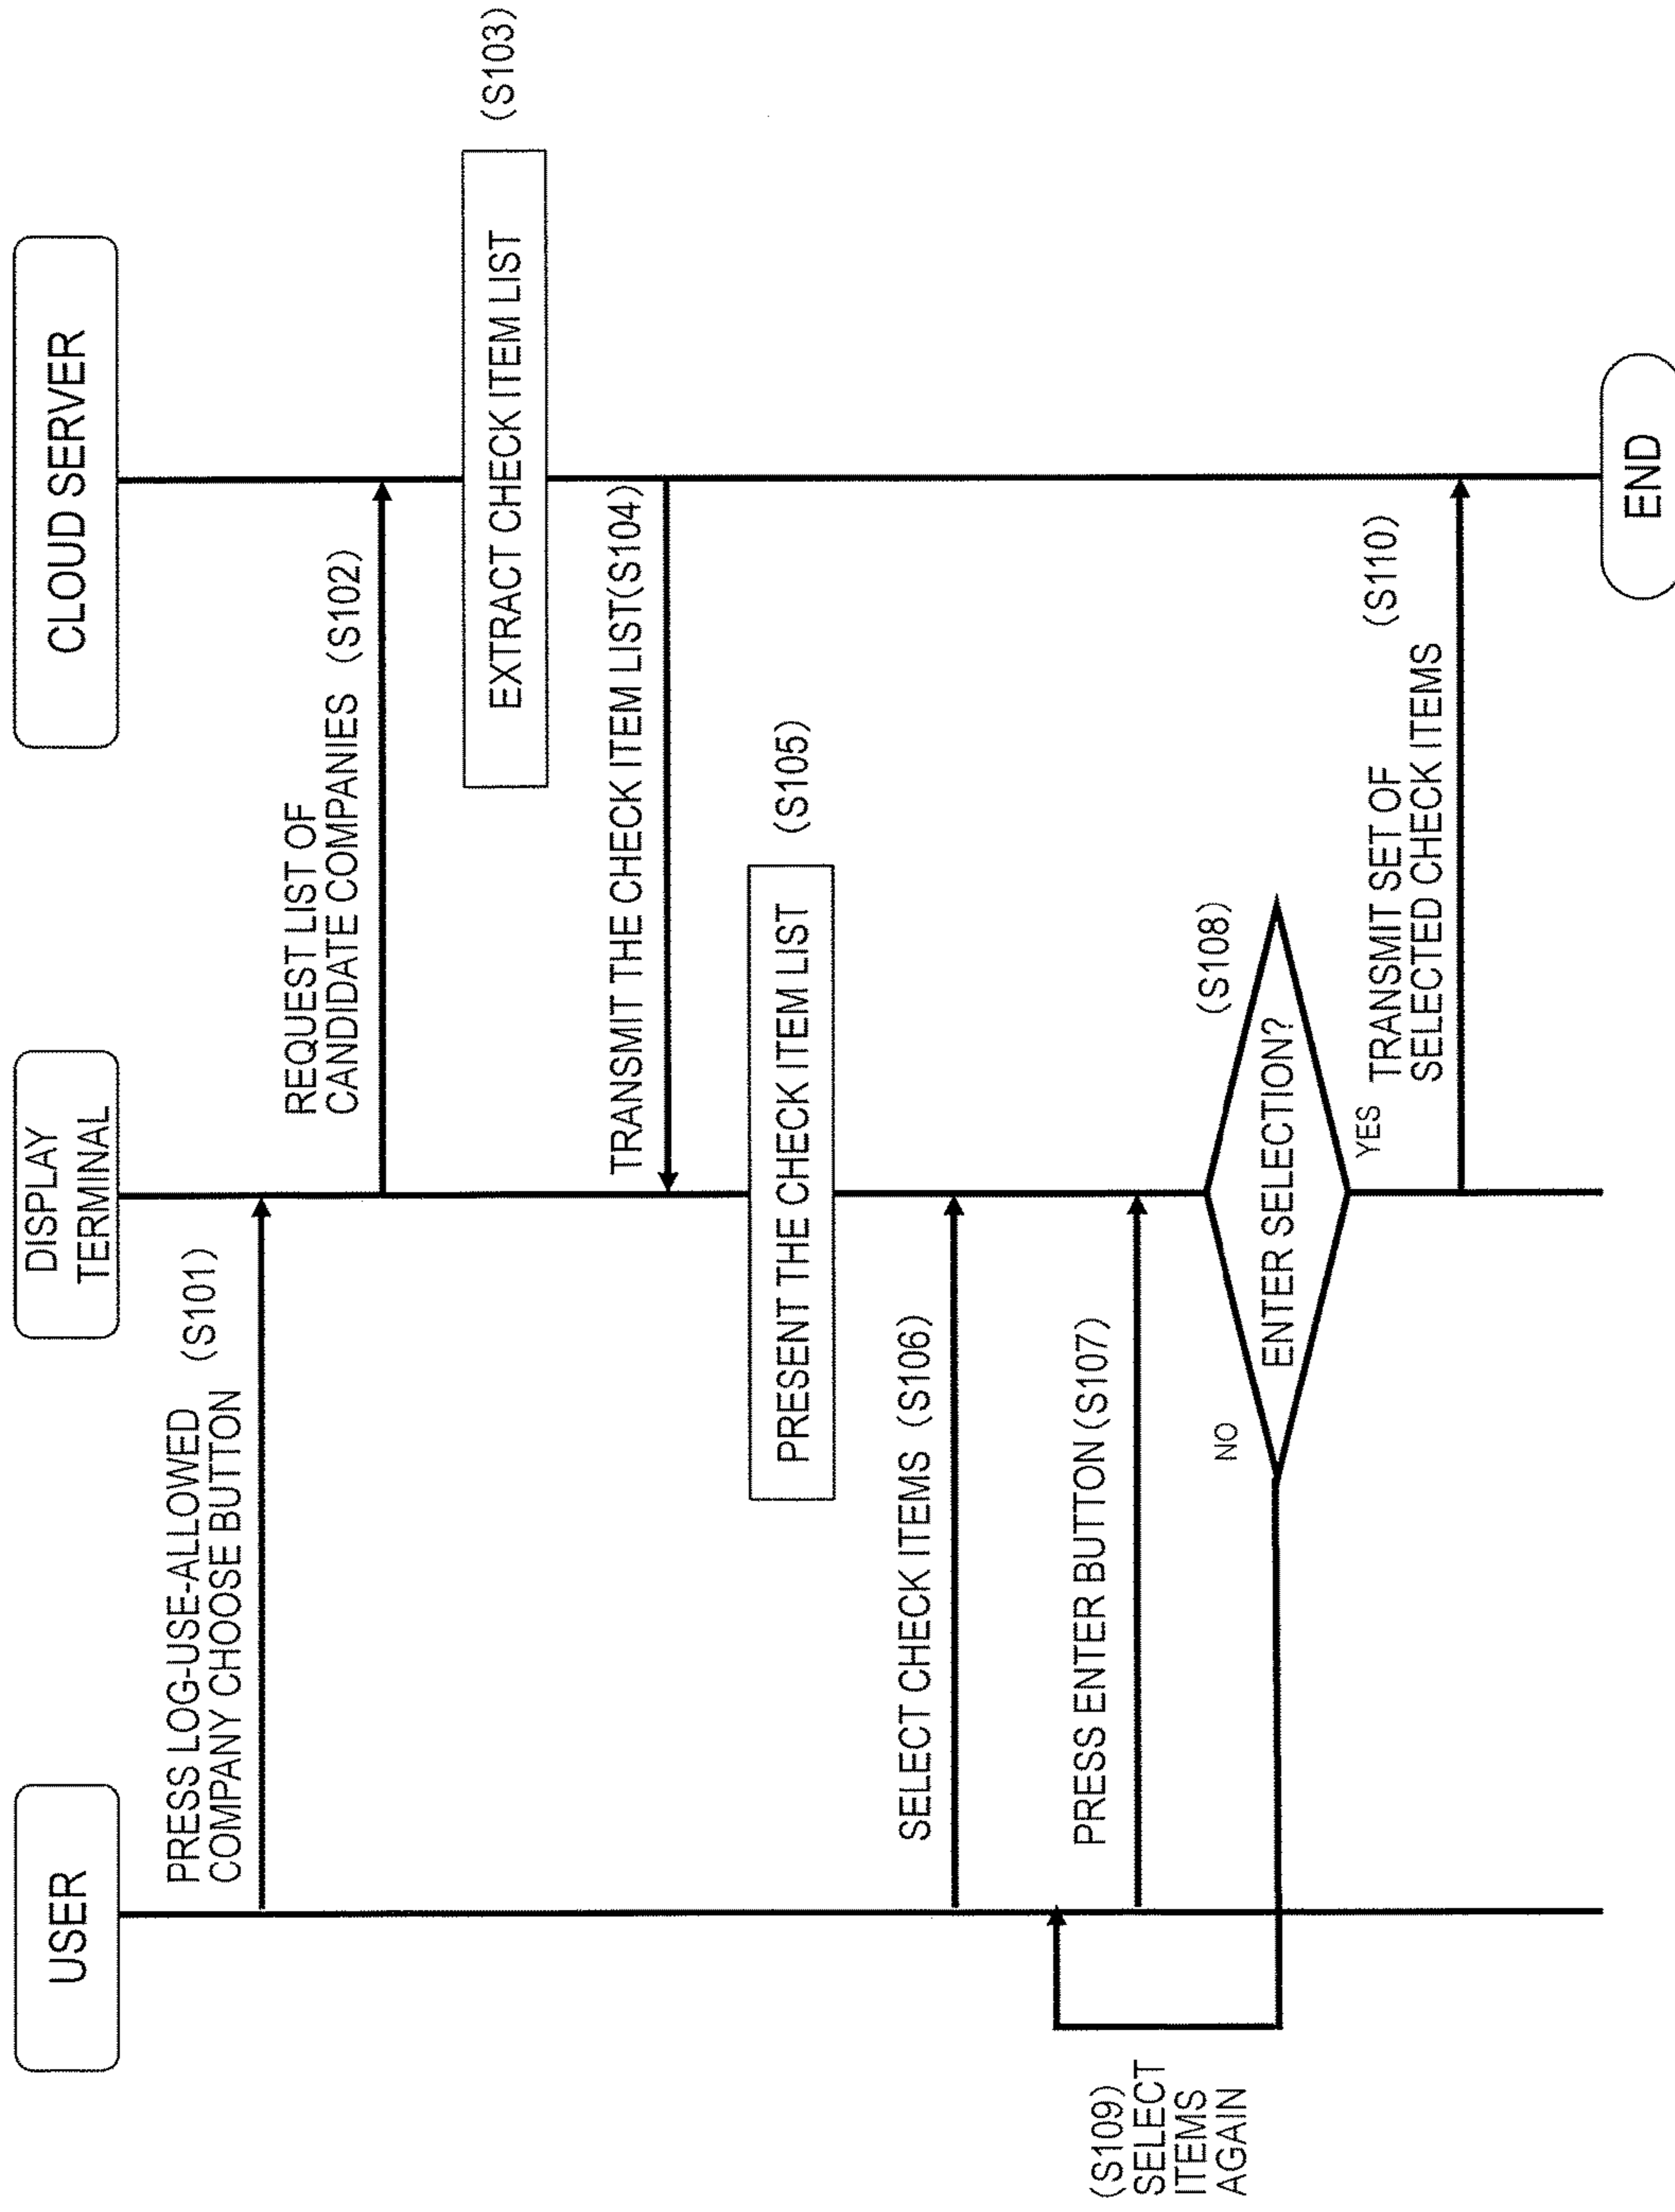 USER
DISPLAY
TERMINAL
CLOUD SERVER
PRESS LOG-USE-ALLOWED
COMPANY CHOOSE BUTTON
(S101)
REQUEST LIST OF
CANDIDATE COMPANIES (S102)
EXTRACT CHECK ITEM LIST
(S103)
TRANSMIT THE CHECK ITEM LIST(S104)
PRESENT THE CHECK ITEM LIST
(S105)
SELECT CHECK ITEMS (S106)
PRESS ENTER BUTTON(S107)
(S109)
SELECT
ITEMS
AGAIN
NO
ENTER SELECTION?
(S108)
YES
TRANSMIT SET OF
SELECTED CHECK ITEMS
(S110)
END